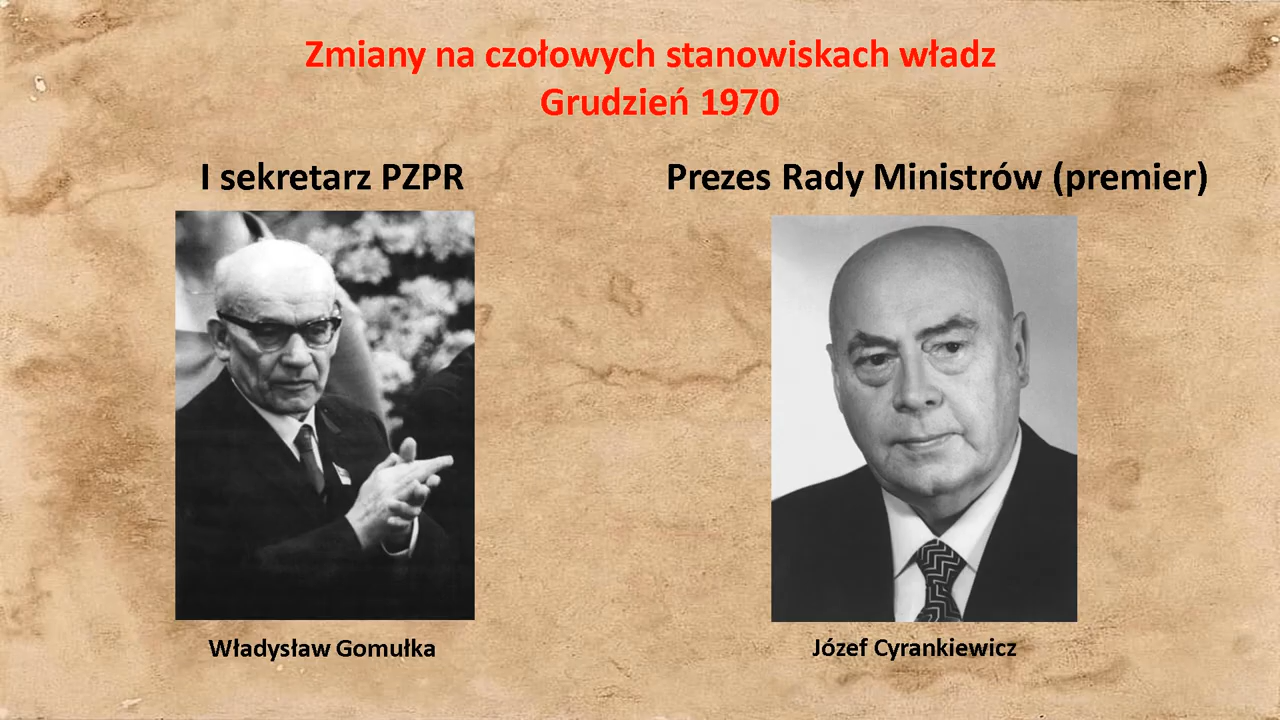 Zmiany na czołowych stanowiskach władz
Grudzień 1970
I sekretarz PZPR
Prezes Rady Ministrów (premier)
Władysław Gomułka
Józef Cyrankiewicz